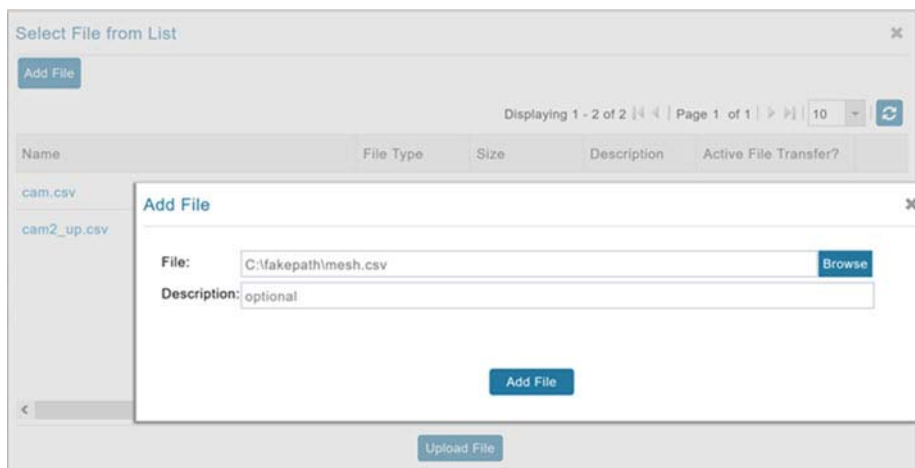 Select File from List
Add File
Displaying 1 - 2 of 2 | Page 1 of 1 | 10
Name File Type Size Description Active File Transfer?
cam.csv
cam2_up.csv
Add File
File: C:\fakepath\mesh.csv Browse
Description: optional
Add File
Upload File